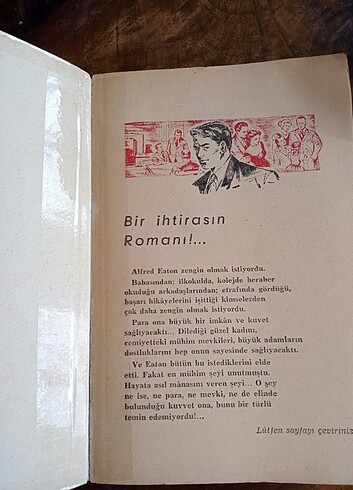 Bir ihtirasın
Romanı!...
Alfred Eaton zengin olmak istiyordu.
Babasından; ilkokulda, kolejde beraber
okuduğu arkadaşlarından; etrafında gördüğü,
başarı hikâyelerini işittiği kimselerden
çok daha zengin olmak istiyordu.
Para ona büyük bir imkân ve kuvvet
sağlıyacaktı... Dilediği güzel kadını,
cemiyetteki mühim mevkileri, büyük adamların
dostluklarını hep onun sayesinde sağlıyacaktı.
Ve Eaton bütün bu istediklerini elde
etti. Fakat en mühim şeyi unutmuştu.
Hayata asıl mânasını veren şeyi... O şey
ne ise, ne para, ne mevki, ne de elinde
bulunduğu kuvvet ona, bunu bir türlü
temin edemiyordu!...
Lütfen sayfayı çeviriniz